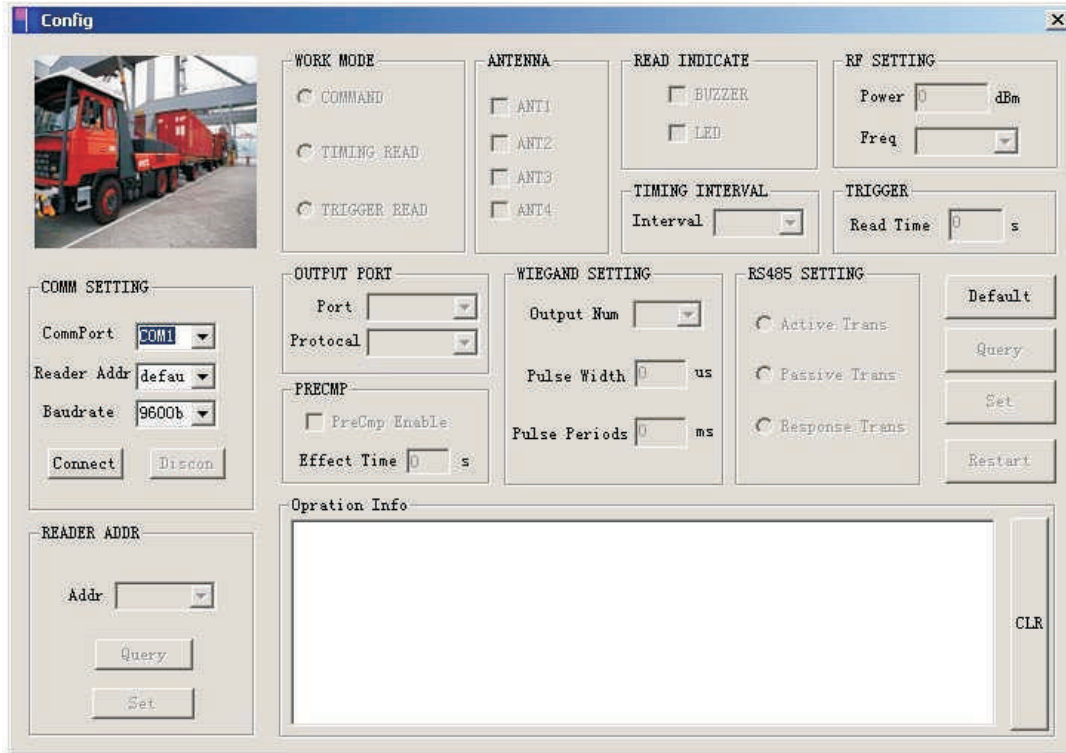 Config
WORK MODE
COMMAND
TIMING READ
TRIGGER READ
ANTENNA
ANT1
ANT2
ANT3
ANT4
READ INDICATE
BUZZER
LED
RF SETTING
Power 0 dBm
Freq
TIMING INTERVAL
Interval
TRIGGER
Read Time 0 s
COMM SETTING
CommPort COM1
Reader Addr defau
Baudrate 9600b
Connect Discon
OUTPUT PORT
Port
Protocal
PRECMP
PreCmp Enable
Effect Time 0 s
WIEGAND SETTING
Output Num
Pulse Width 0 us
Pulse Periods 0 ms
RS485 SETTING
Active Trans
Passive Trans
Response Trans
Default
Query
Set
Restart
READER ADDR
Addr
Query
Set
Opration Info
CLR